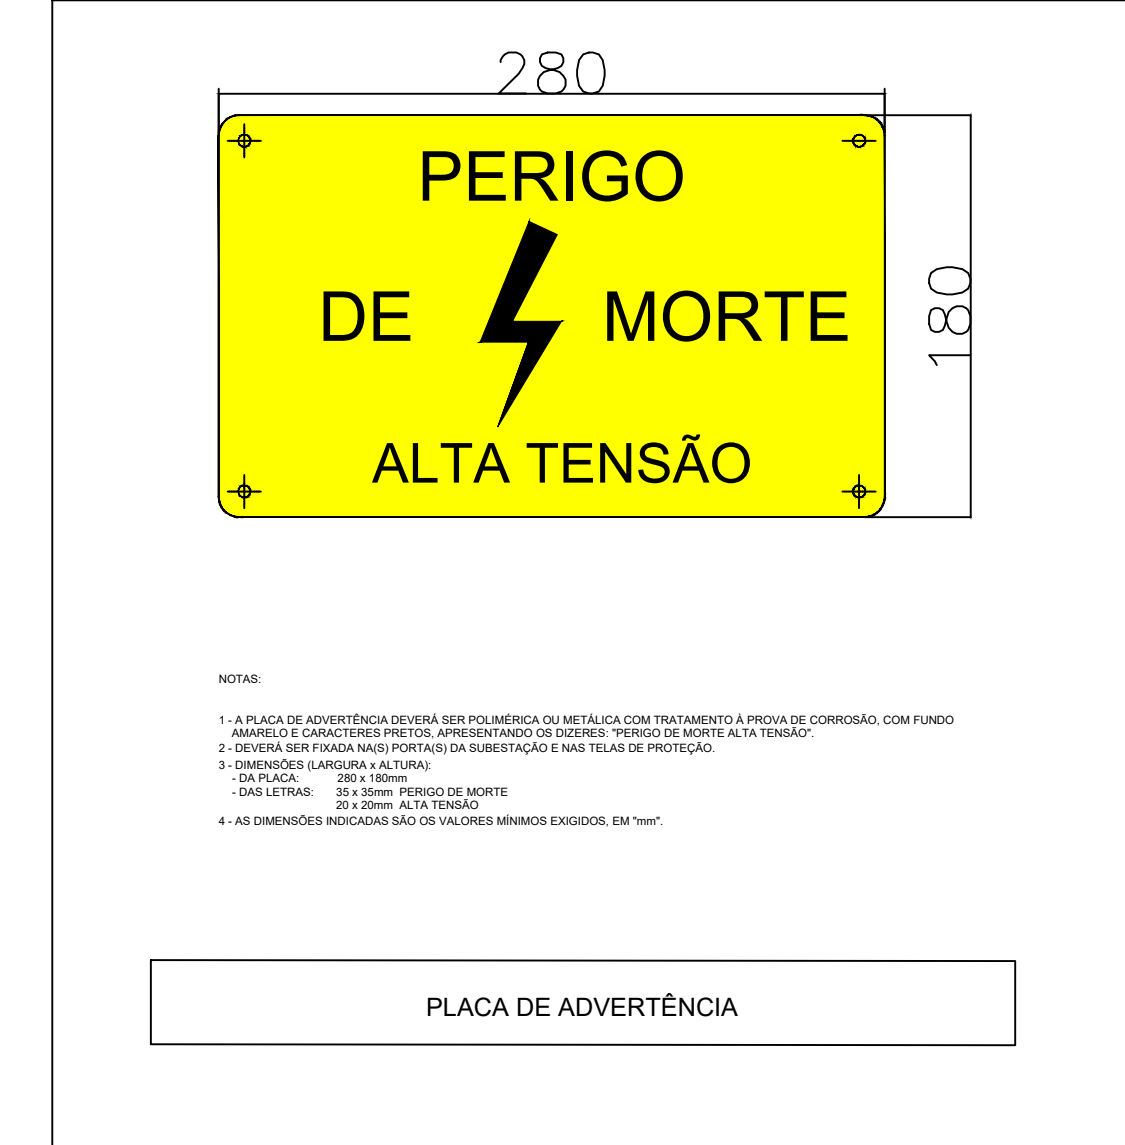 280
PERIGO
DE MORTE
180
ALTA TENSÃO
NOTAS:
1 - A PLACA DE ADVERTÊNCIA DEVERÁ SER POLIMÉRICA OU METÁLICA COM TRATAMENTO À PROVA DE CORROSÃO, COM FUNDO
AMARELO E CARACTERES PRETOS, APRESENTANDO OS DIZERES: "PERIGO DE MORTE ALTA TENSÃO".
2 - DEVERÁ SER FIXADA NA(S) PORTA(S) DA SUBESTAÇÃO E NAS TELAS DE PROTEÇÃO.
3 - DIMENSÕES (LARGURA x ALTURA):
- DA PLACA: 280 x 180mm
- DAS LETRAS: 35 x 35mm PERIGO DE MORTE
20 x 20mm ALTA TENSÃO
4 - AS DIMENSÕES INDICADAS SÃO OS VALORES MÍNIMOS EXIGIDOS, EM "mm".
PLACA DE ADVERTÊNCIA